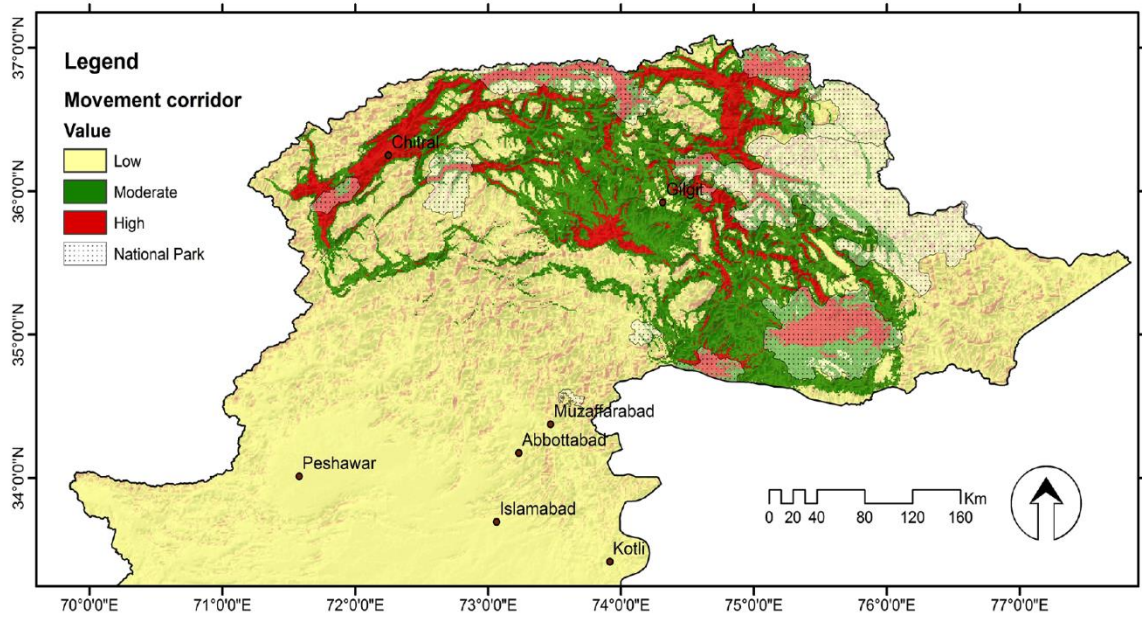 Legend
Movement corridor
Value
Low
Moderate
High
National Park
37°0'0"N
36°0'0"N
35°0'0"N
34°0'0"N
Chitral
Gilgit
Muzaffarabad
Abbottabad
Peshawar
Islamabad
Kotli
Km
0 20 40 80 120 160
70°0'0"E 71°0'0"E 72°0'0"E 73°0'0"E 74°0'0"E 75°0'0"E 76°0'0"E 77°0'0"E